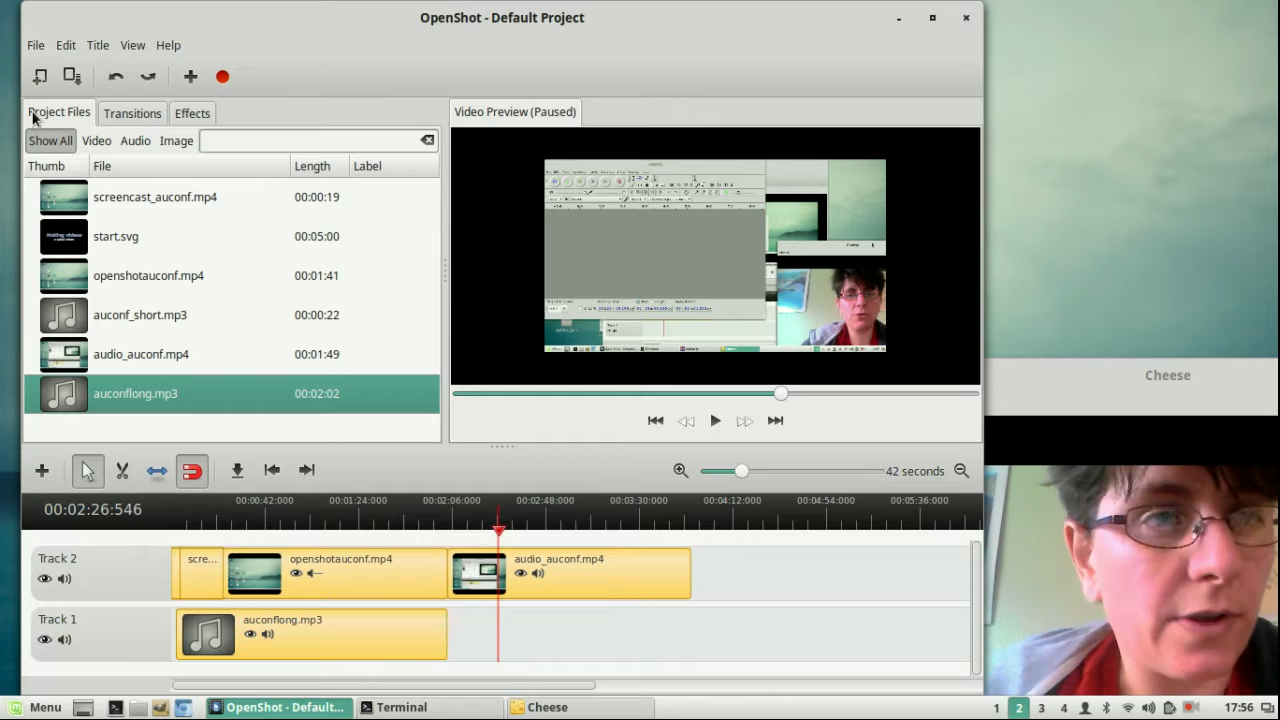 OpenShot - Default Project
File Edit Title View Help
Project Files Transitions Effects
Video Preview (Paused)
Show All Video Audio Image
Thumb File Length Label
screencast_auconf.mp4 00:00:19
start.svg 00:05:00
openshotauconf.mp4 00:01:41
auconf_short.mp3 00:00:22
audio_auconf.mp4 00:01:49
auconflong.mp3 00:02:02
Cheese
42 seconds
00:02:26:546
00:00:42:000 00:01:24:000 00:02:06:000 00:02:48:000 00:03:30:000 00:04:12:000 00:04:54:000 00:05:36:000
Track 2
scre...
openshotauconf.mp4
audio_auconf.mp4
Track 1
auconflong.mp3
Menu
OpenShot - Default...
Terminal
Cheese
1 2 3 4
17:56